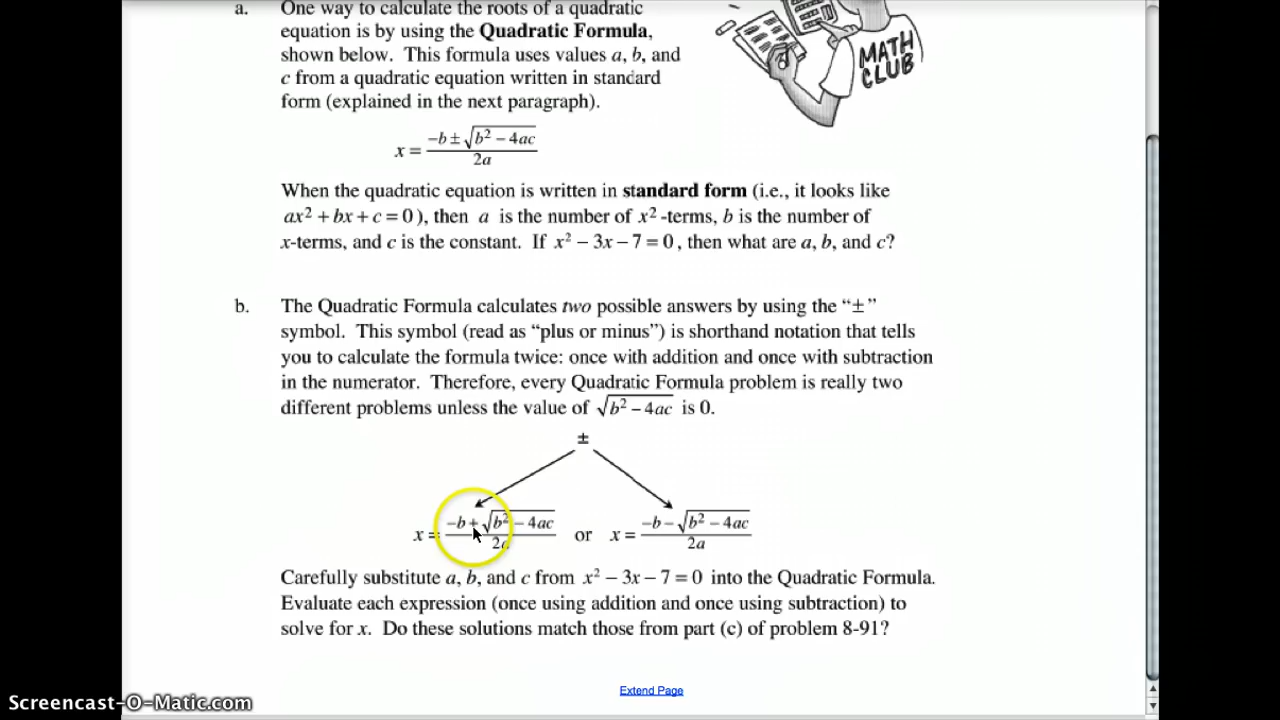 a. One way to calculate the roots of a quadratic
equation is by using the Quadratic Formula,
shown below. This formula uses values a, b, and
c from a quadratic equation written in standard
form (explained in the next paragraph).
MATH
CLUB
x = (-b ± √(b² – 4ac))/(2a)
When the quadratic equation is written in standard form (i.e., it looks like
ax² + bx + c = 0), then a is the number of x²-terms, b is the number of
x-terms, and c is the constant. If x² – 3x – 7 = 0, then what are a, b, and c?
b. The Quadratic Formula calculates two possible answers by using the “±”
symbol. This symbol (read as “plus or minus”) is shorthand notation that tells
you to calculate the formula twice: once with addition and once with subtraction
in the numerator. Therefore, every Quadratic Formula problem is really two
different problems unless the value of √(b² – 4ac) is 0.
±
x = (-b + √(b² – 4ac))/(2a) or x = (-b – √(b² – 4ac))/(2a)
Carefully substitute a, b, and c from x² – 3x – 7 = 0 into the Quadratic Formula.
Evaluate each expression (once using addition and once using subtraction) to
solve for x. Do these solutions match those from part (c) of problem 8-91?
Extend Page
Screencast-O-Matic.com